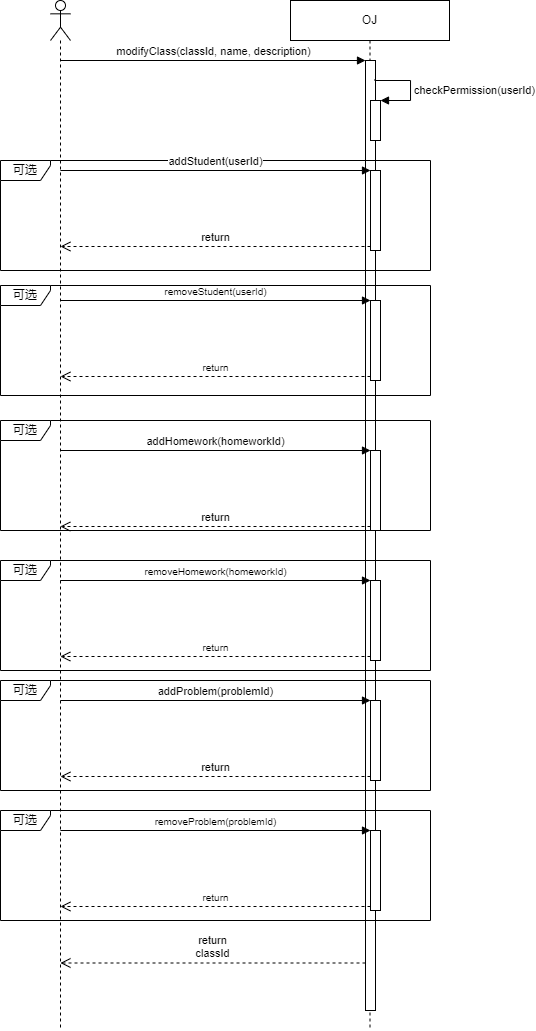 OJ
modifyClass(classId, name, description)
checkPermission(userId)
可选
addStudent(userId)
return
可选
removeStudent(userId)
return
可选
addHomework(homeworkId)
return
可选
removeHomework(homeworkId)
return
可选
addProblem(problemId)
return
可选
removeProblem(problemId)
return
return
classId